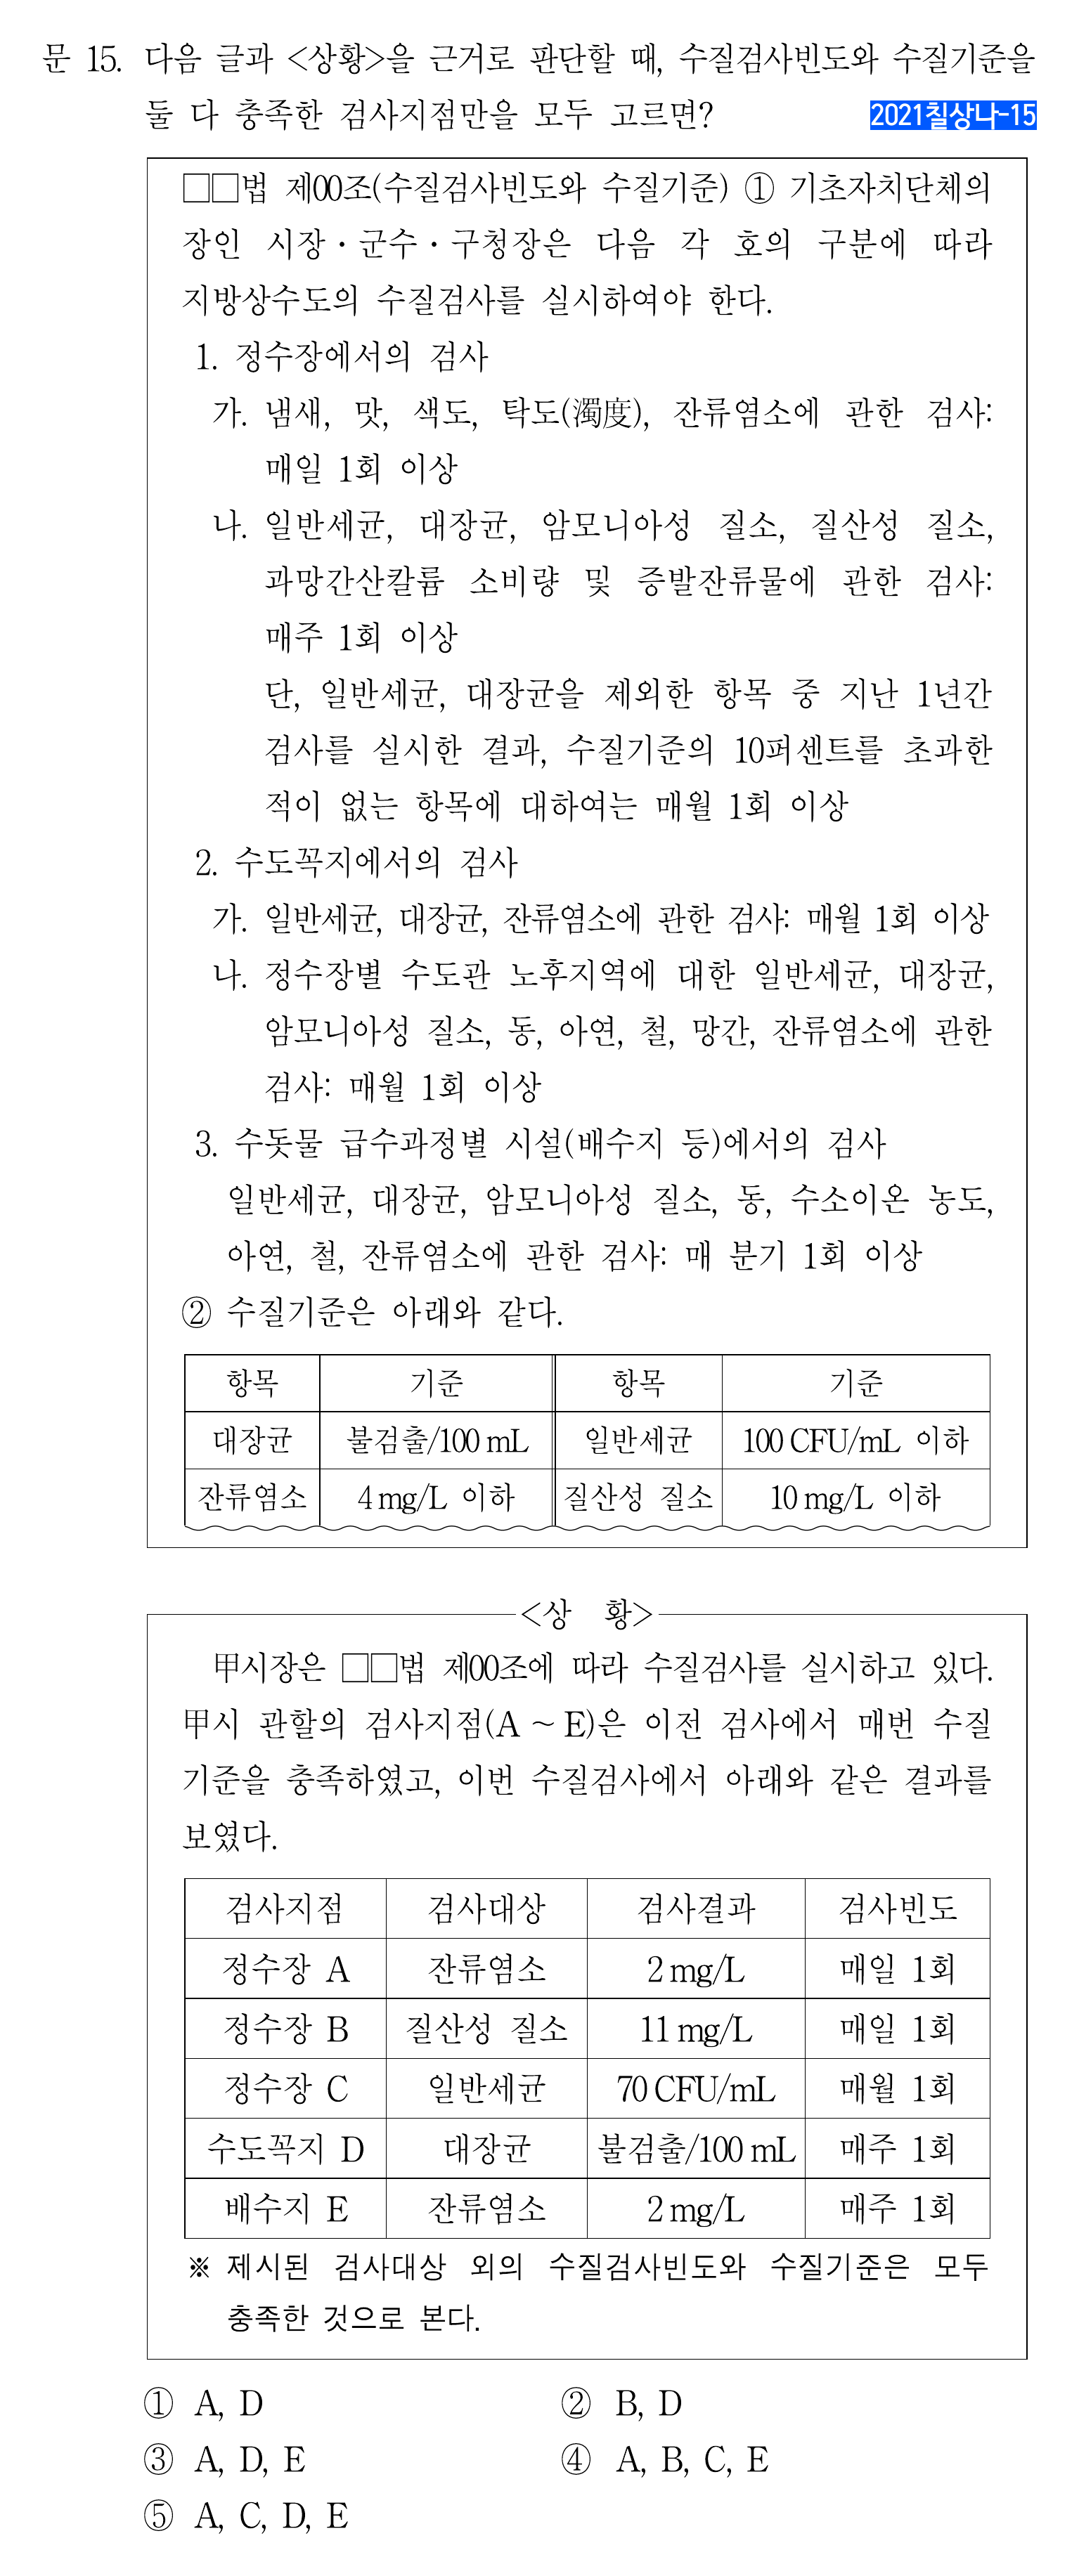 문 15. 다음 글과 <상황>을 근거로 판단할 때, 수질검사빈도와 수질기준을
둘 다 충족한 검사지점만을 모두 고르면?
2021칠상나-15
□□법 제00조(수질검사빈도와 수질기준) ① 기초자치단체의
장인 시장・군수・구청장은 다음 각 호의 구분에 따라
지방상수도의 수질검사를 실시하여야 한다.
1. 정수장에서의 검사
가. 냄새, 맛, 색도, 탁도(濁度), 잔류염소에 관한 검사:
매일 1회 이상
나. 일반세균, 대장균, 암모니아성 질소, 질산성 질소,
과망간산칼륨 소비량 및 증발잔류물에 관한 검사:
매주 1회 이상
단, 일반세균, 대장균을 제외한 항목 중 지난 1년간
검사를 실시한 결과, 수질기준의 10퍼센트를 초과한
적이 없는 항목에 대하여는 매월 1회 이상
2. 수도꼭지에서의 검사
가. 일반세균, 대장균, 잔류염소에 관한 검사: 매월 1회 이상
나. 정수장별 수도관 노후지역에 대한 일반세균, 대장균,
암모니아성 질소, 동, 아연, 철, 망간, 잔류염소에 관한
검사: 매월 1회 이상
3. 수돗물 급수과정별 시설(배수지 등)에서의 검사
일반세균, 대장균, 암모니아성 질소, 동, 수소이온 농도,
아연, 철, 잔류염소에 관한 검사: 매 분기 1회 이상
② 수질기준은 아래와 같다.
항목 기준 항목 기준
대장균 불검출/100 mL 일반세균 100 CFU/mL 이하
잔류염소 4 mg/L 이하 질산성 질소 10 mg/L 이하
<상 황>
甲시장은 □□법 제00조에 따라 수질검사를 실시하고 있다.
甲시 관할의 검사지점(A ~ E)은 이전 검사에서 매번 수질
기준을 충족하였고, 이번 수질검사에서 아래와 같은 결과를
보였다.
검사지점 검사대상 검사결과 검사빈도
정수장 A 잔류염소 2 mg/L 매일 1회
정수장 B 질산성 질소 11 mg/L 매일 1회
정수장 C 일반세균 70 CFU/mL 매월 1회
수도꼭지 D 대장균 불검출/100 mL 매주 1회
배수지 E 잔류염소 2 mg/L 매주 1회
※ 제시된 검사대상 외의 수질검사빈도와 수질기준은 모두
충족한 것으로 본다.
① A, D ② B, D
③ A, D, E ④ A, B, C, E
⑤ A, C, D, E